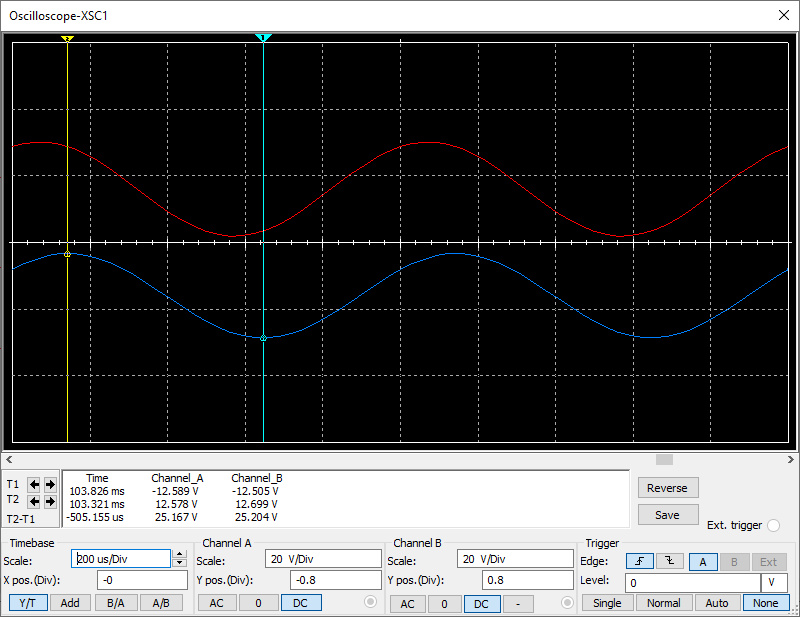 Oscilloscope-XSC1
Time Channel_A Channel_B
T1 103.826 ms -12.589 V -12.505 V
T2 103.321 ms 12.578 V 12.699 V
T2-T1 -505.155 us 25.167 V 25.204 V
Reverse
Save
Ext. trigger
Timebase Channel A Channel B Trigger
Scale: 200 us/Div Scale: 20 V/Div Scale: 20 V/Div Edge: A B Ext
X pos.(Div): -0 Y pos.(Div): -0.8 Y pos.(Div): 0.8 Level: 0 V
Y/T Add B/A A/B AC 0 DC AC 0 DC - Single Normal Auto None